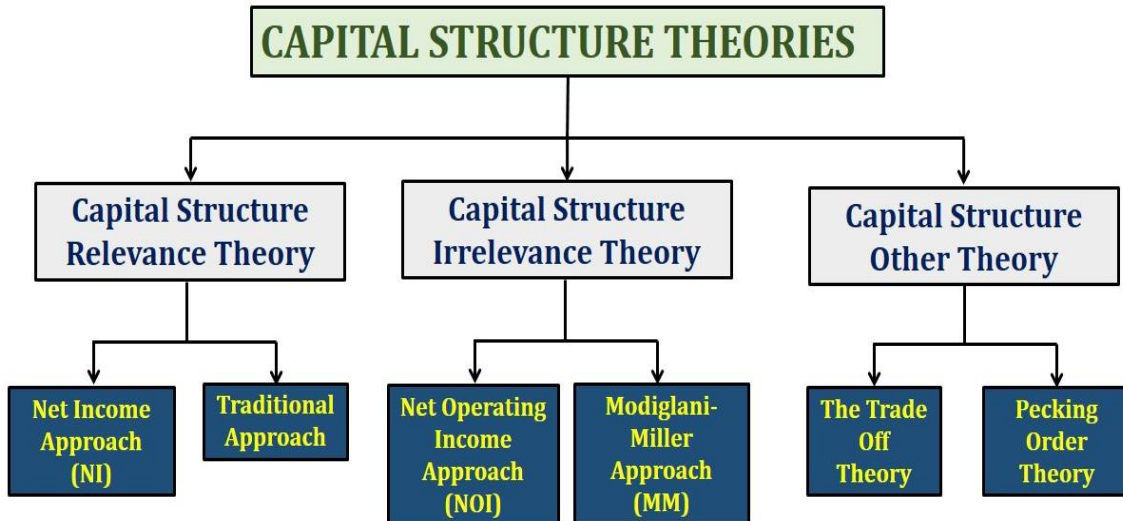 CAPITAL STRUCTURE THEORIES
Capital Structure
Relevance Theory
Capital Structure
Irrelevance Theory
Capital Structure
Other Theory
Net Income
Approach
(NI)
Traditional
Approach
Net Operating
Income
Approach
(NOI)
Modiglani-
Miller
Approach
(MM)
The Trade
Off
Theory
Pecking
Order
Theory